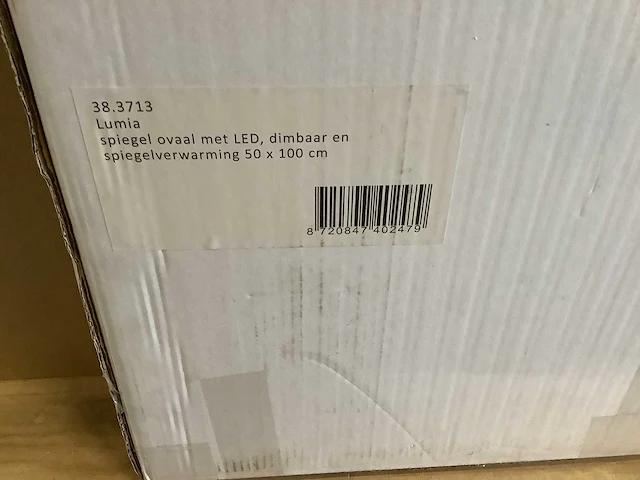 38.3713
Lumia
spiegel ovaal met LED, dimbaar en
spiegelverwarming 50 x 100 cm
8 720847 402479